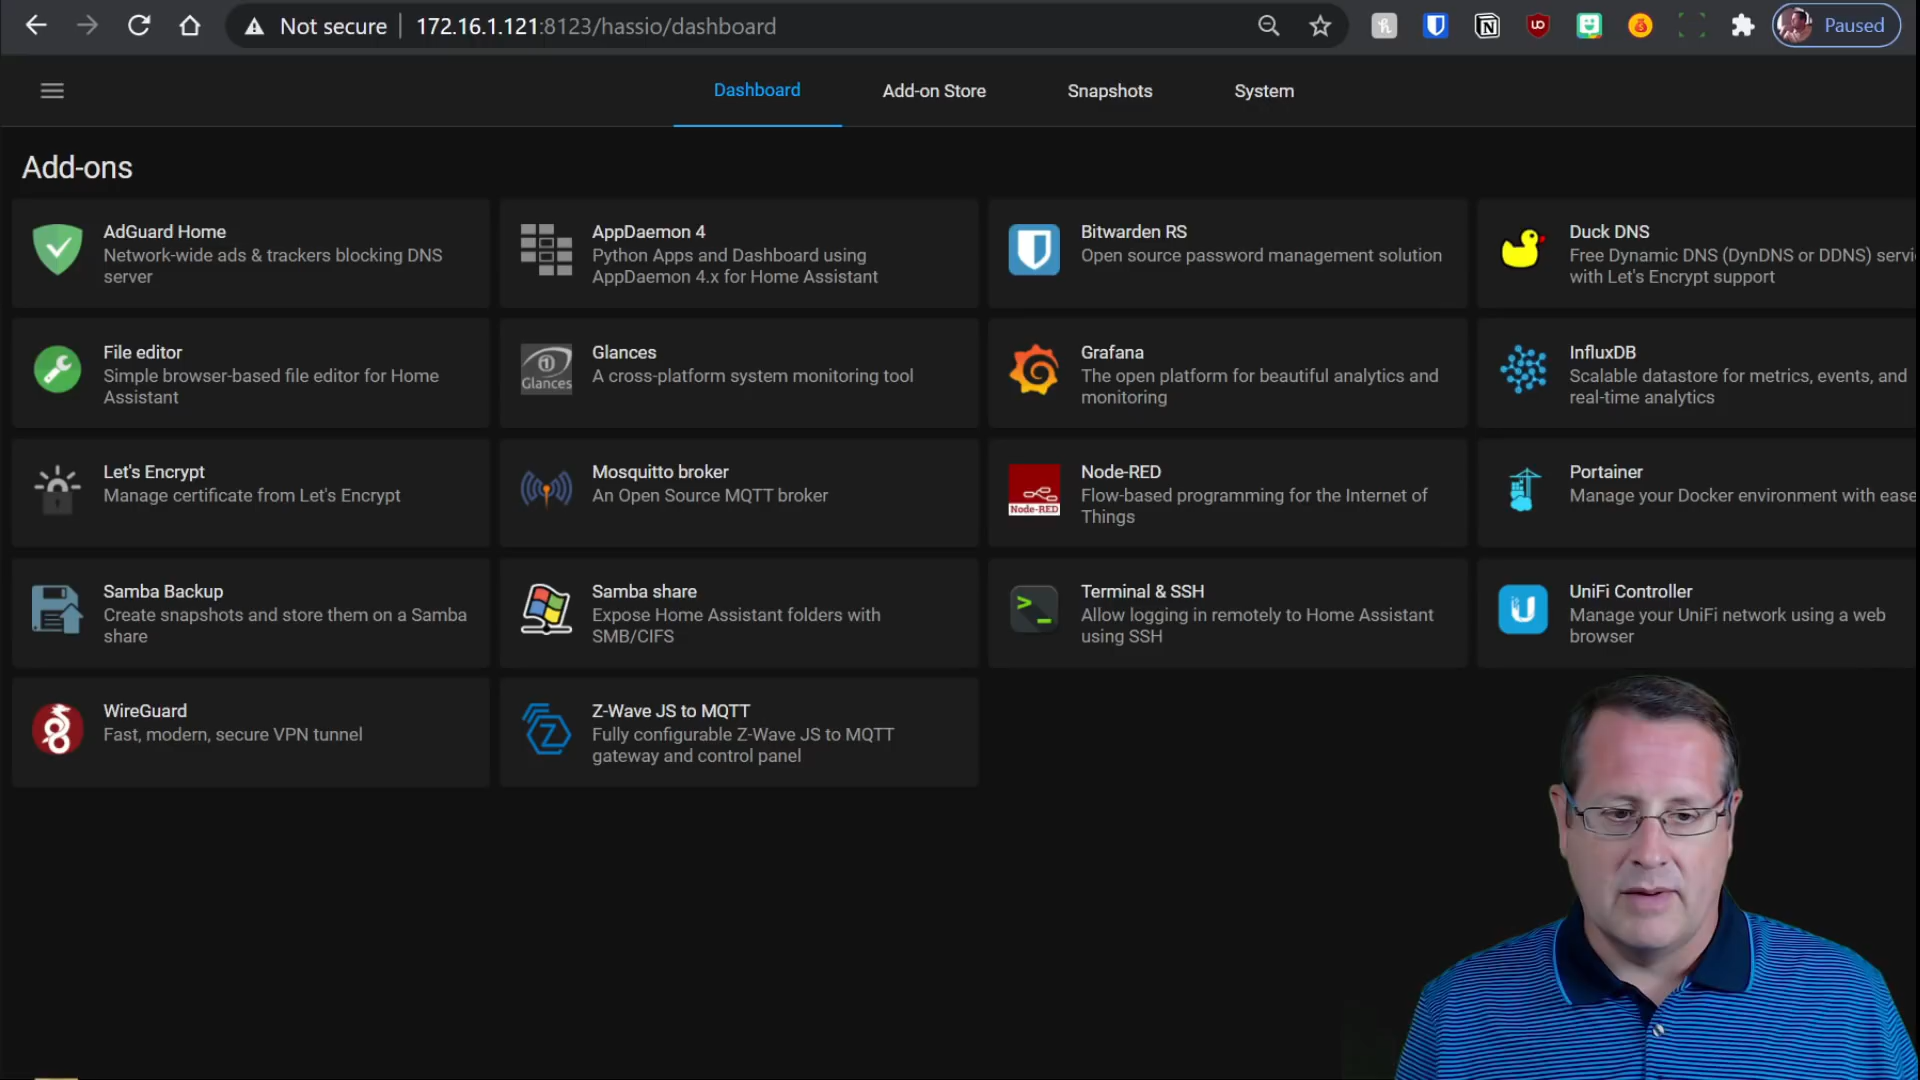 Not secure
172.16.1.121:8123/hassio/dashboard
Paused
Dashboard
Add-on Store
Snapshots
System
Add-ons
AdGuard Home
Network-wide ads & trackers blocking DNS
server
AppDaemon 4
Python Apps and Dashboard using
AppDaemon 4.x for Home Assistant
Bitwarden RS
Open source password management solution
Duck DNS
Free Dynamic DNS (DynDNS or DDNS) servi
with Let's Encrypt support
File editor
Simple browser-based file editor for Home
Assistant
Glances
Glances
A cross-platform system monitoring tool
Grafana
The open platform for beautiful analytics and
monitoring
InfluxDB
Scalable datastore for metrics, events, and
real-time analytics
Let's Encrypt
Manage certificate from Let's Encrypt
Mosquitto broker
An Open Source MQTT broker
Node-RED
Node-RED
Flow-based programming for the Internet of
Things
Portainer
Manage your Docker environment with ease
Samba Backup
Create snapshots and store them on a Samba
share
Samba share
Expose Home Assistant folders with
SMB/CIFS
Terminal & SSH
Allow logging in remotely to Home Assistant
using SSH
UniFi Controller
Manage your UniFi network using a web
browser
WireGuard
Fast, modern, secure VPN tunnel
Z-Wave JS to MQTT
Fully configurable Z-Wave JS to MQTT
gateway and control panel